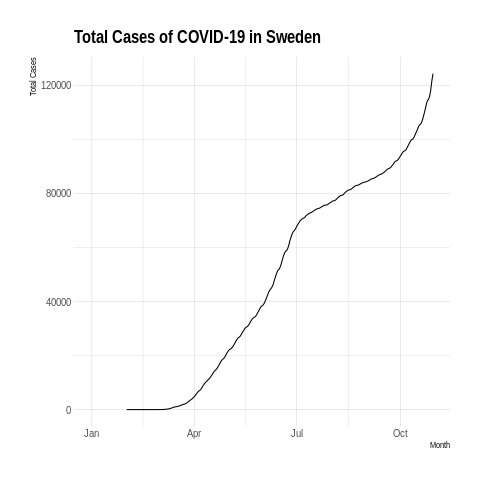 Total Cases of COVID-19 in Sweden
Total Cases
120000
80000
40000
0
Jan Apr Jul Oct
Month